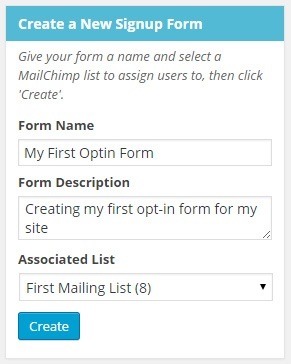 Create a New Signup Form
Give your form a name and select a
MailChimp list to assign users to, then click
'Create'.
Form Name
My First Optin Form
Form Description
Creating my first opt-in form for my
site
Associated List
First Mailing List (8)
Create